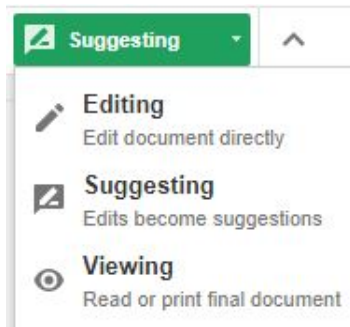 Suggesting
Editing
Edit document directly
Suggesting
Edits become suggestions
Viewing
Read or print final document